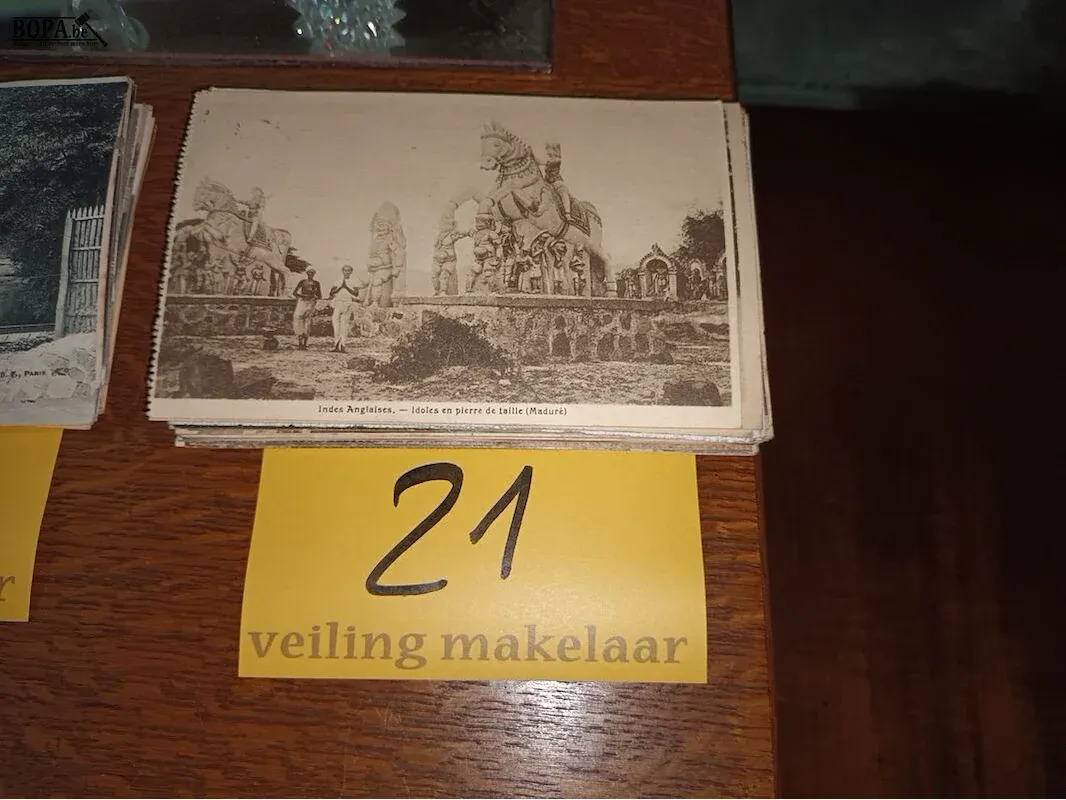 BOPA.be
D. T., PARIS
Indes Anglaises. — Idoles en pierre de taille (Maduré)
21
veiling makelaar
r